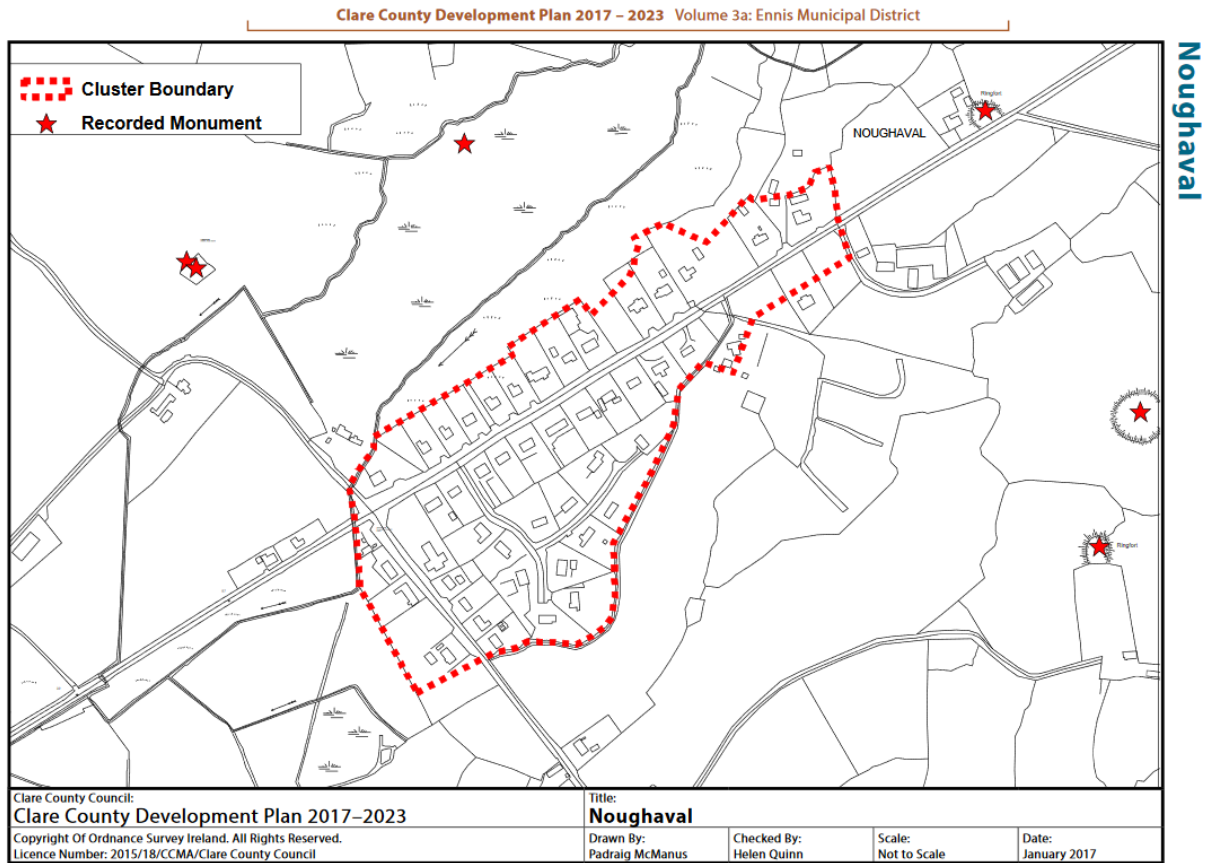 Clare County Development Plan 2017 – 2023 Volume 3a: Ennis Municipal District
Noughaval
Cluster Boundary
Recorded Monument
Ringfort
NOUGHAVAL
Ringfort
Clare County Council:
Clare County Development Plan 2017–2023
Copyright Of Ordnance Survey Ireland. All Rights Reserved.
Licence Number: 2015/18/CCMA/Clare County Council
Title:
Noughaval
Drawn By:
Padraig McManus
Checked By:
Helen Quinn
Scale:
Not to Scale
Date:
January 2017